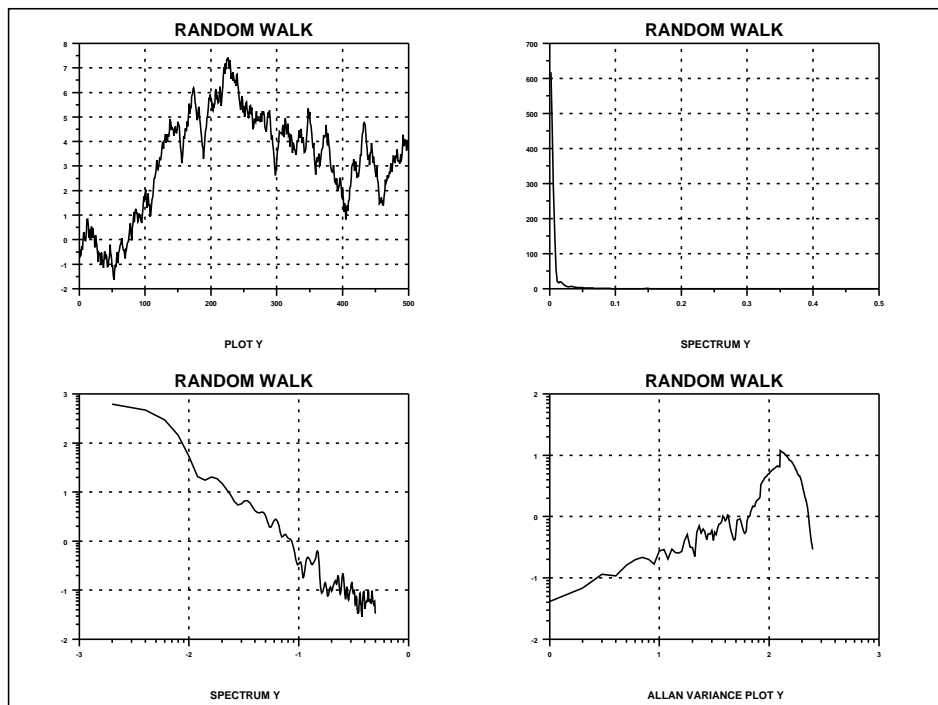 RANDOM WALK
8
7
6
5
4
3
2
1
0
-1
-2
0 100 200 300 400 500
PLOT Y
RANDOM WALK
700
600
500
400
300
200
100
0
0 0.1 0.2 0.3 0.4 0.5
SPECTRUM Y
RANDOM WALK
3
2
1
0
-1
-2
-3 -2 -1 0
SPECTRUM Y
RANDOM WALK
2
1
0
-1
-2
0 1 2 3
ALLAN VARIANCE PLOT Y